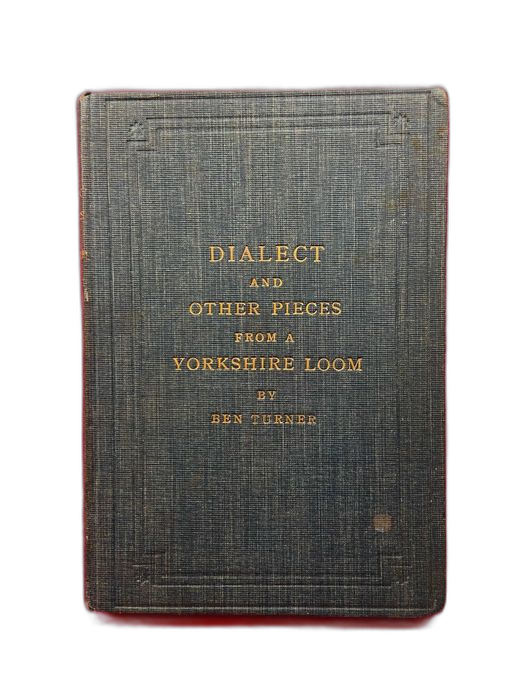 DIALECT
AND
OTHER PIECES
FROM A
YORKSHIRE LOOM
BY
BEN TURNER